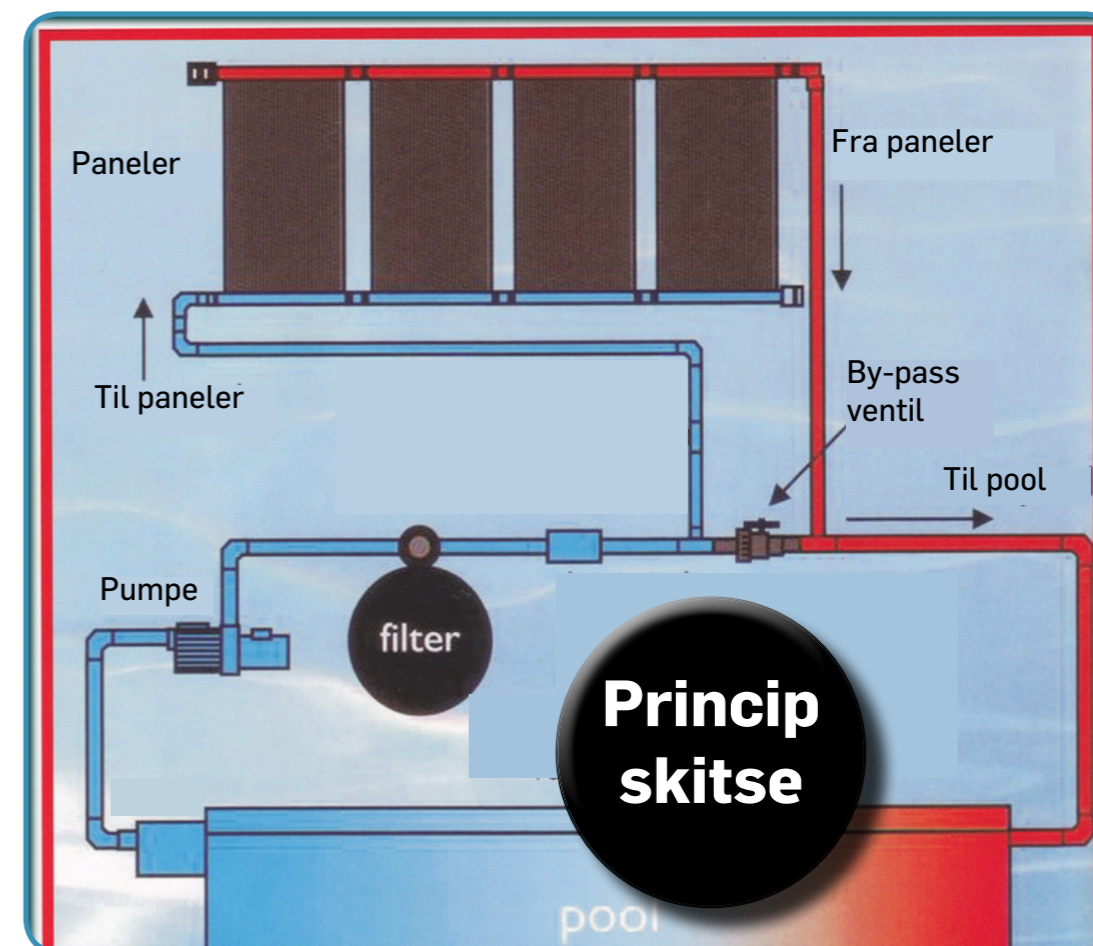 Paneler
Fra paneler
Til paneler
By-pass
ventil
Til pool
Pumpe
filter
Princip
skitse
pool